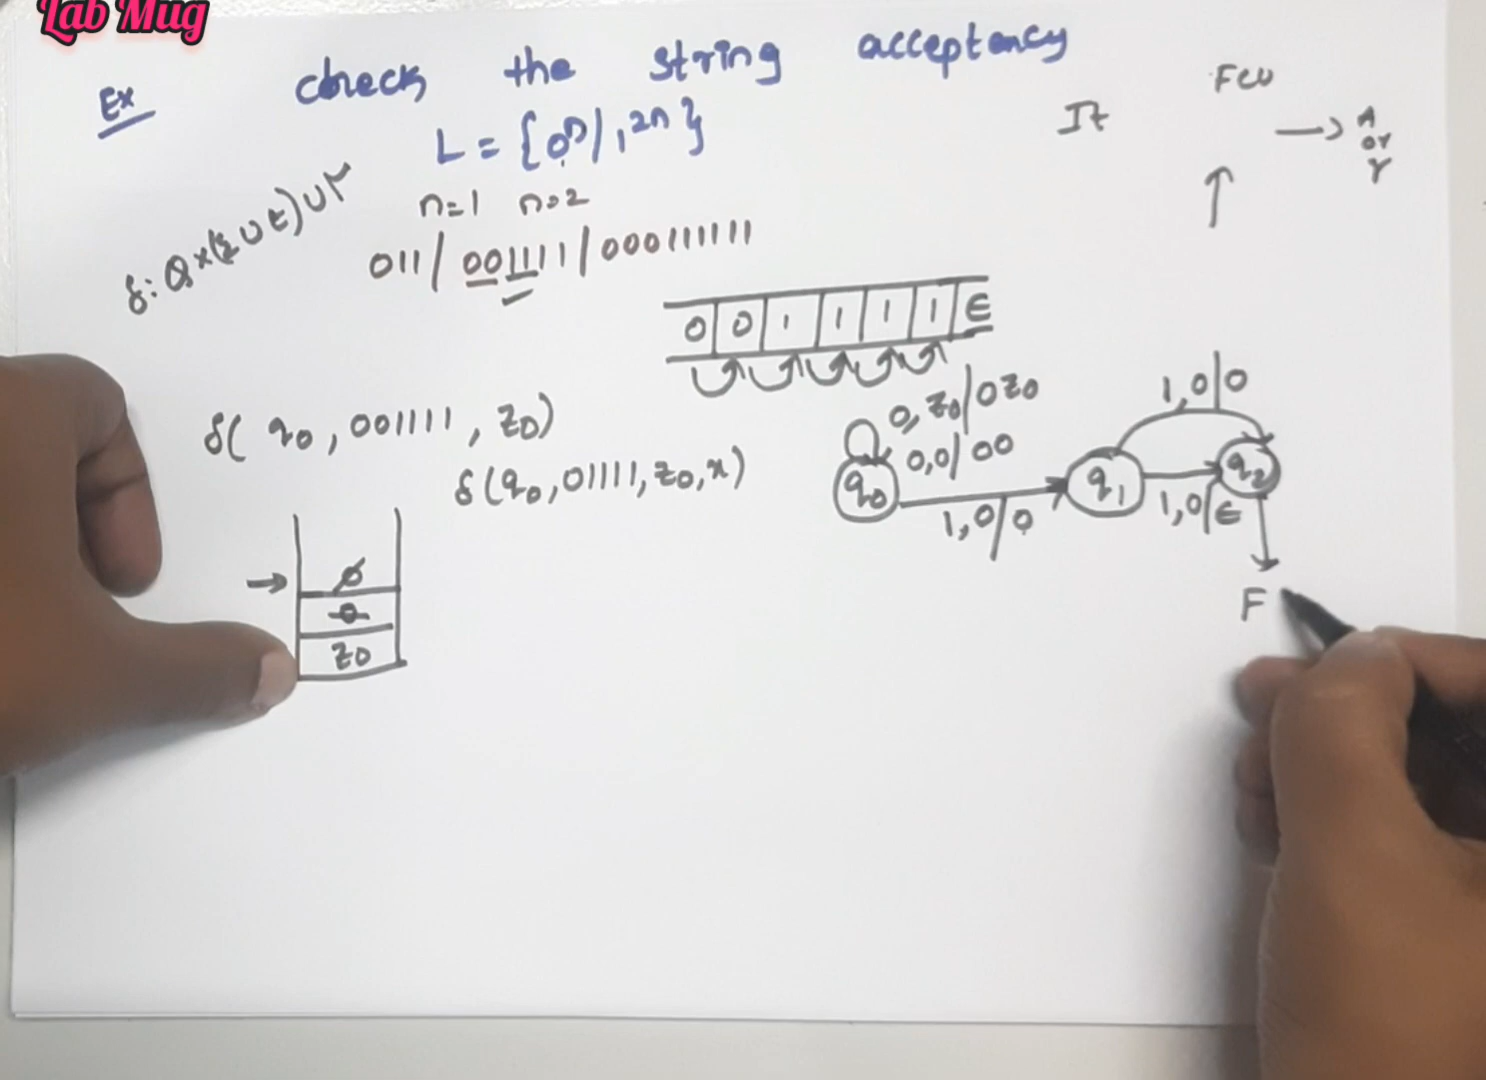 Lab Mug
Ex check the string acceptancy
L = {0ⁿ/1²ⁿ}
n=1 n=2
011/001111/000111111
δ: Q×(Σ∪ε)∪Γ
It
→ A
or
r
0 0 1 1 1 1 ∈
δ( q0, 001111, z0)
δ(q0, 01111, z0, x)
0
0
z0
0, z0/0z0
0,0/00
q0
1,0/0
q1
1,0/0
1,0/∈
q2
F